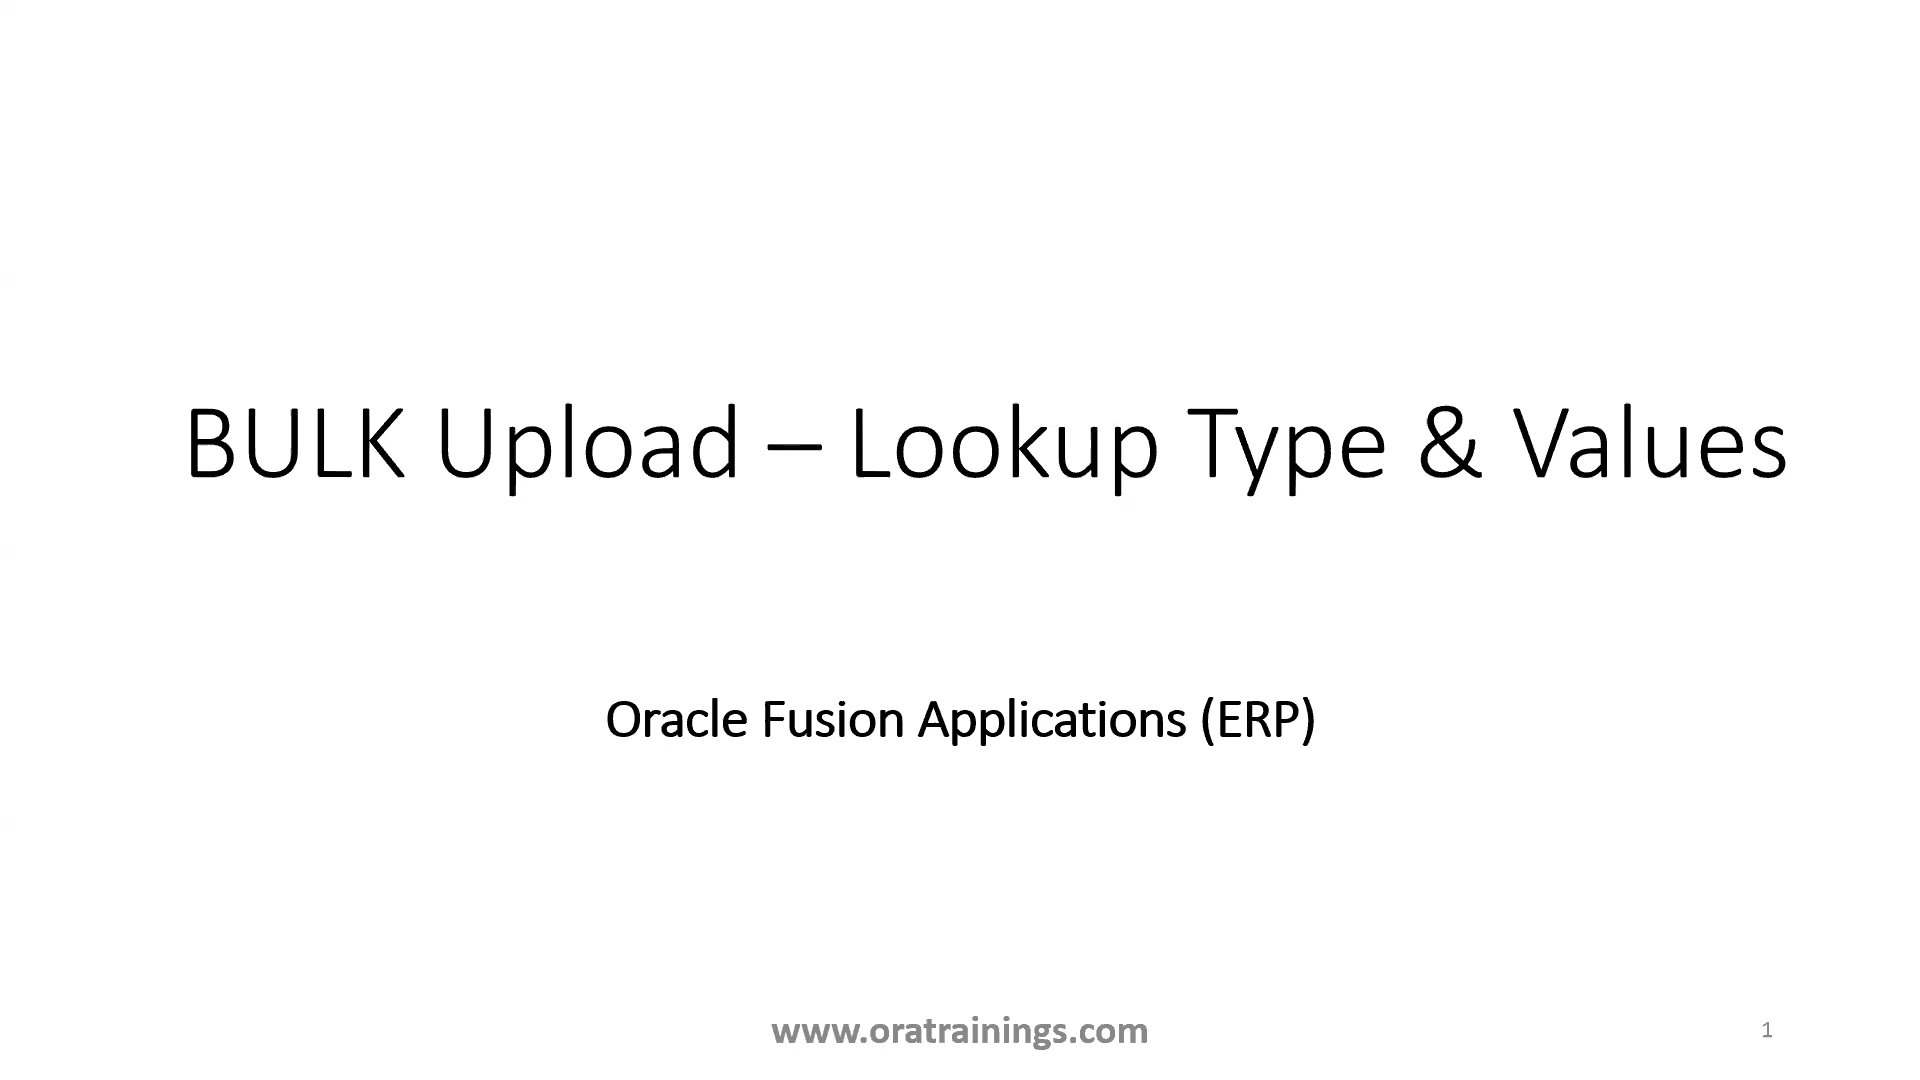 BULK Upload – Lookup Type & Values
Oracle Fusion Applications (ERP)
www.oratrainings.com
1